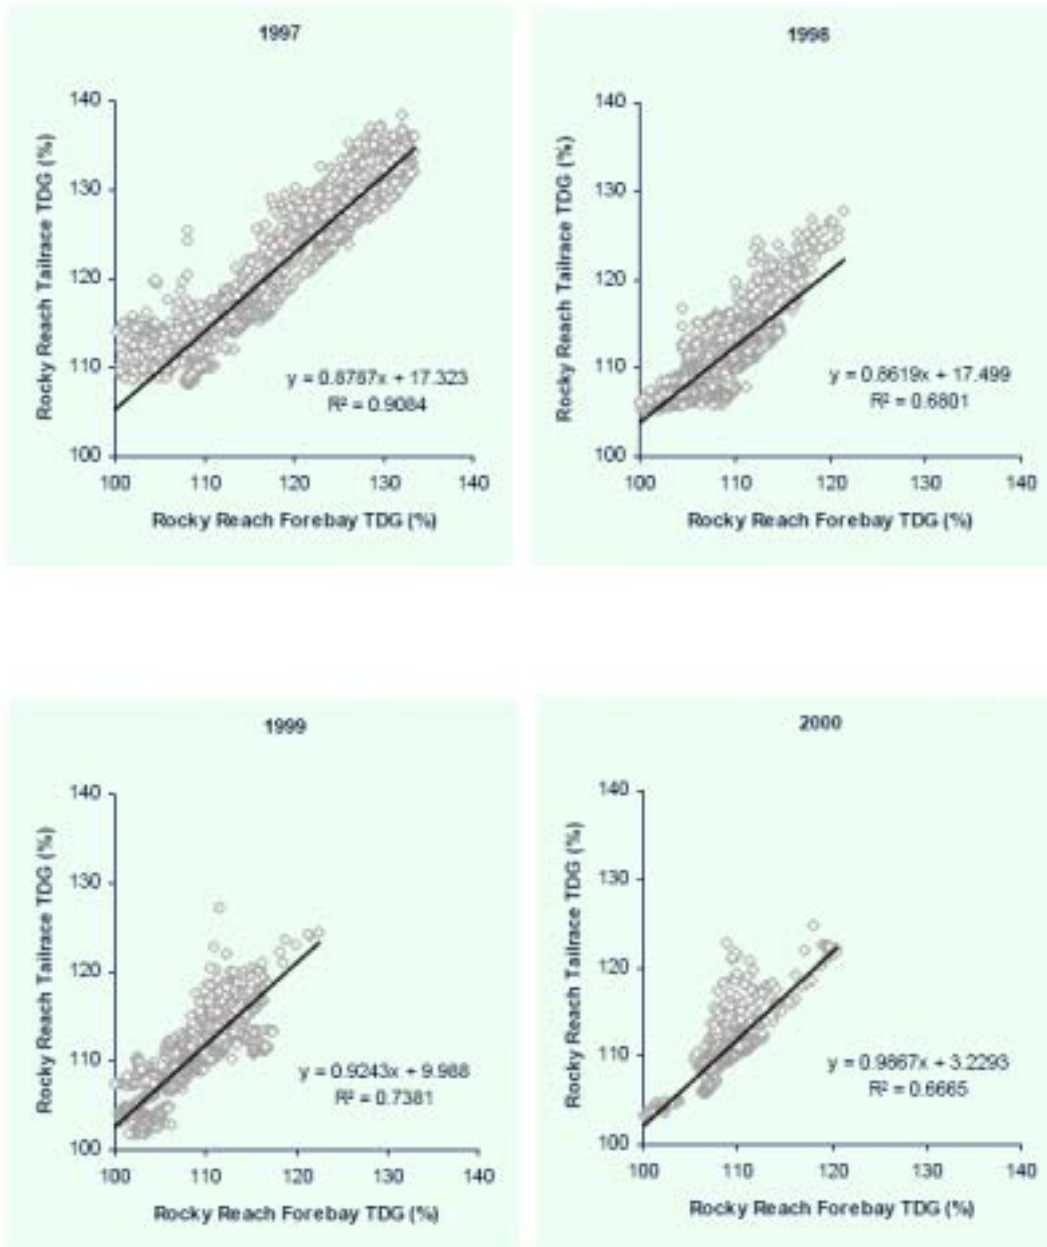 1997
Rocky Reach Tailrace TDG (%)
140
130
120
110
100
y = 0.8787x + 17.323
R² = 0.9084
100 110 120 130 140
Rocky Reach Forebay TDG (%)
1998
Rocky Reach Tailrace TDG (%)
140
130
120
110
100
y = 0.8619x + 17.499
R² = 0.6801
100 110 120 130 140
Rocky Reach Forebay TDG (%)
1999
Rocky Reach Tailrace TDG (%)
140
130
120
110
100
y = 0.9243x + 9.988
R² = 0.7381
100 110 120 130 140
Rocky Reach Forebay TDG (%)
2000
Rocky Reach Tailrace TDG (%)
140
130
120
110
100
y = 0.9867x + 3.2293
R² = 0.6665
100 110 120 130 140
Rocky Reach Forebay TDG (%)